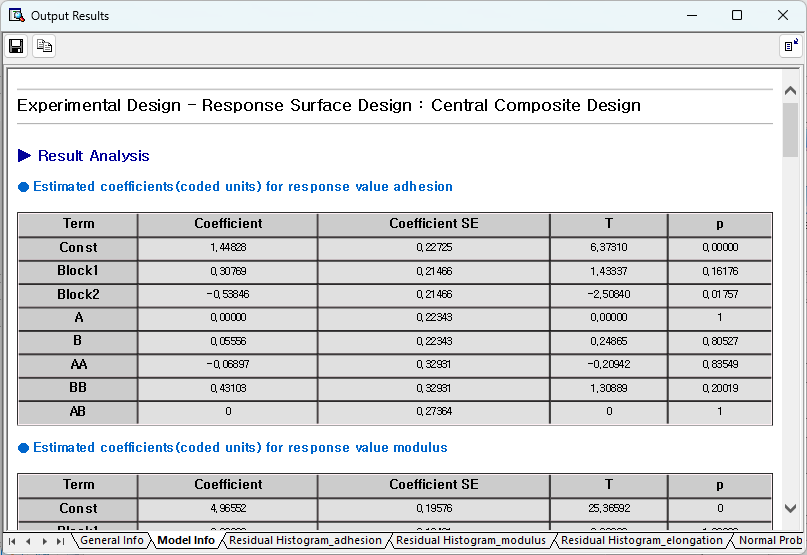 Output Results
Experimental Design - Response Surface Design : Central Composite Design
Result Analysis
Estimated coefficients(coded units) for response value adhesion
Term Coefficient Coefficient SE T p
Const 1,44828 0,22725 6,37310 0,00000
Block1 0,30769 0,21466 1,43337 0,16176
Block2 -0,53846 0,21466 -2,50840 0,01757
A 0,00000 0,22343 0,00000 1
B 0,05556 0,22343 0,24865 0,80527
AA -0,06897 0,32931 -0,20942 0,83549
BB 0,43103 0,32931 1,30889 0,20019
AB 0 0,27364 0 1
Estimated coefficients(coded units) for response value modulus
Term Coefficient Coefficient SE T p
Const 4,96552 0,19576 25,36592 0
General Info Model Info Residual Histogram_adhesion Residual Histogram_modulus Residual Histogram_elongation Normal Prob